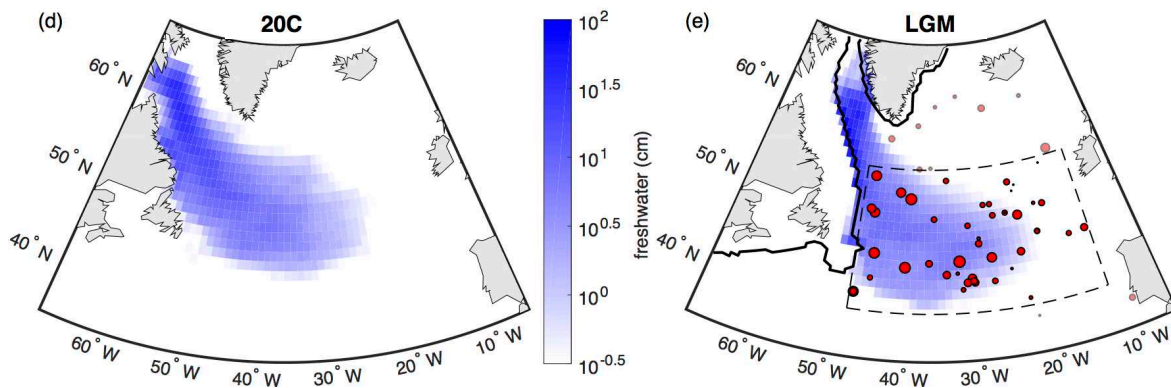 (d) 20C
60° N
50° N
40° N
60° W
50° W
40° W
30° W
20° W
10° W
freshwater (cm)
10^2
10^1.5
10^1
10^0.5
10^0
10^-0.5
(e) LGM
60° N
50° N
40° N
60° W
50° W
40° W
30° W
20° W
10° W